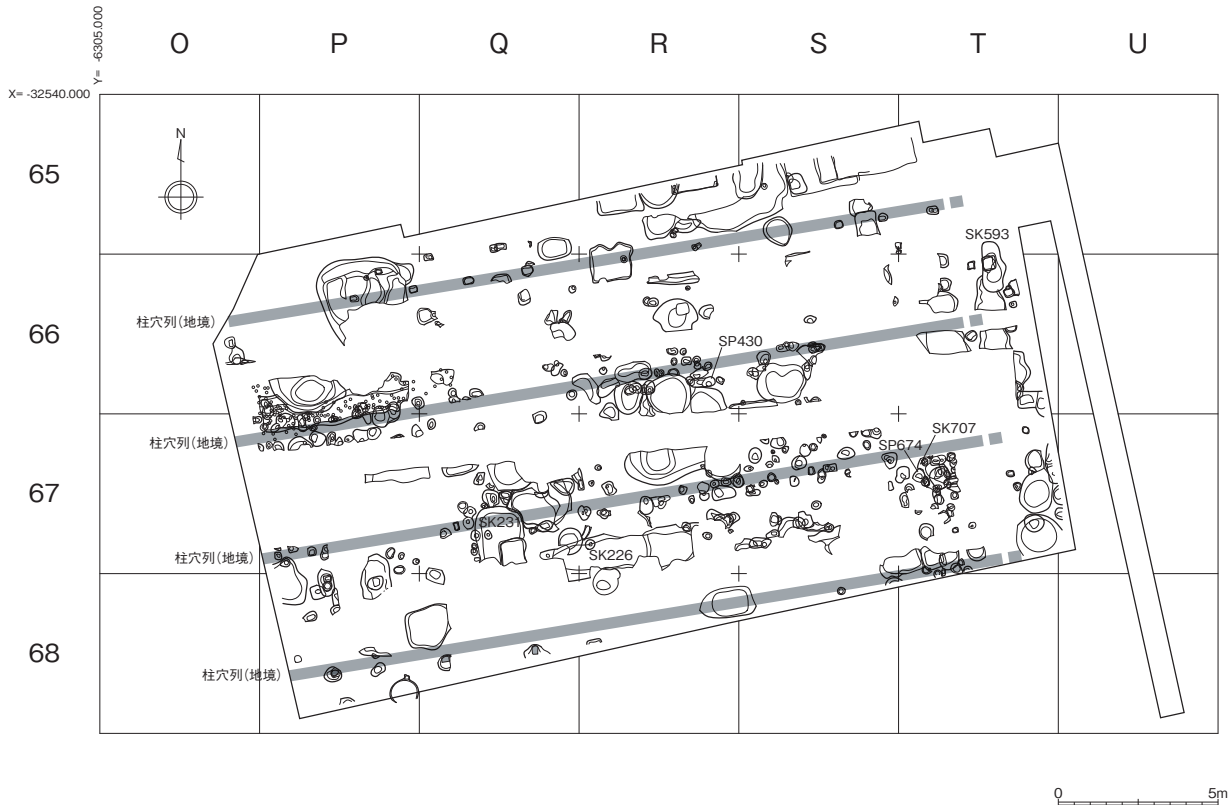 Y= -6305.000
O P Q R S T U
X= -32540.000
N
65
SK593
柱穴列(地境)
66
SP430
柱穴列(地境)
SK707
SP674
67
SK231
柱穴列(地境)
SK226
68
柱穴列(地境)
0 5m